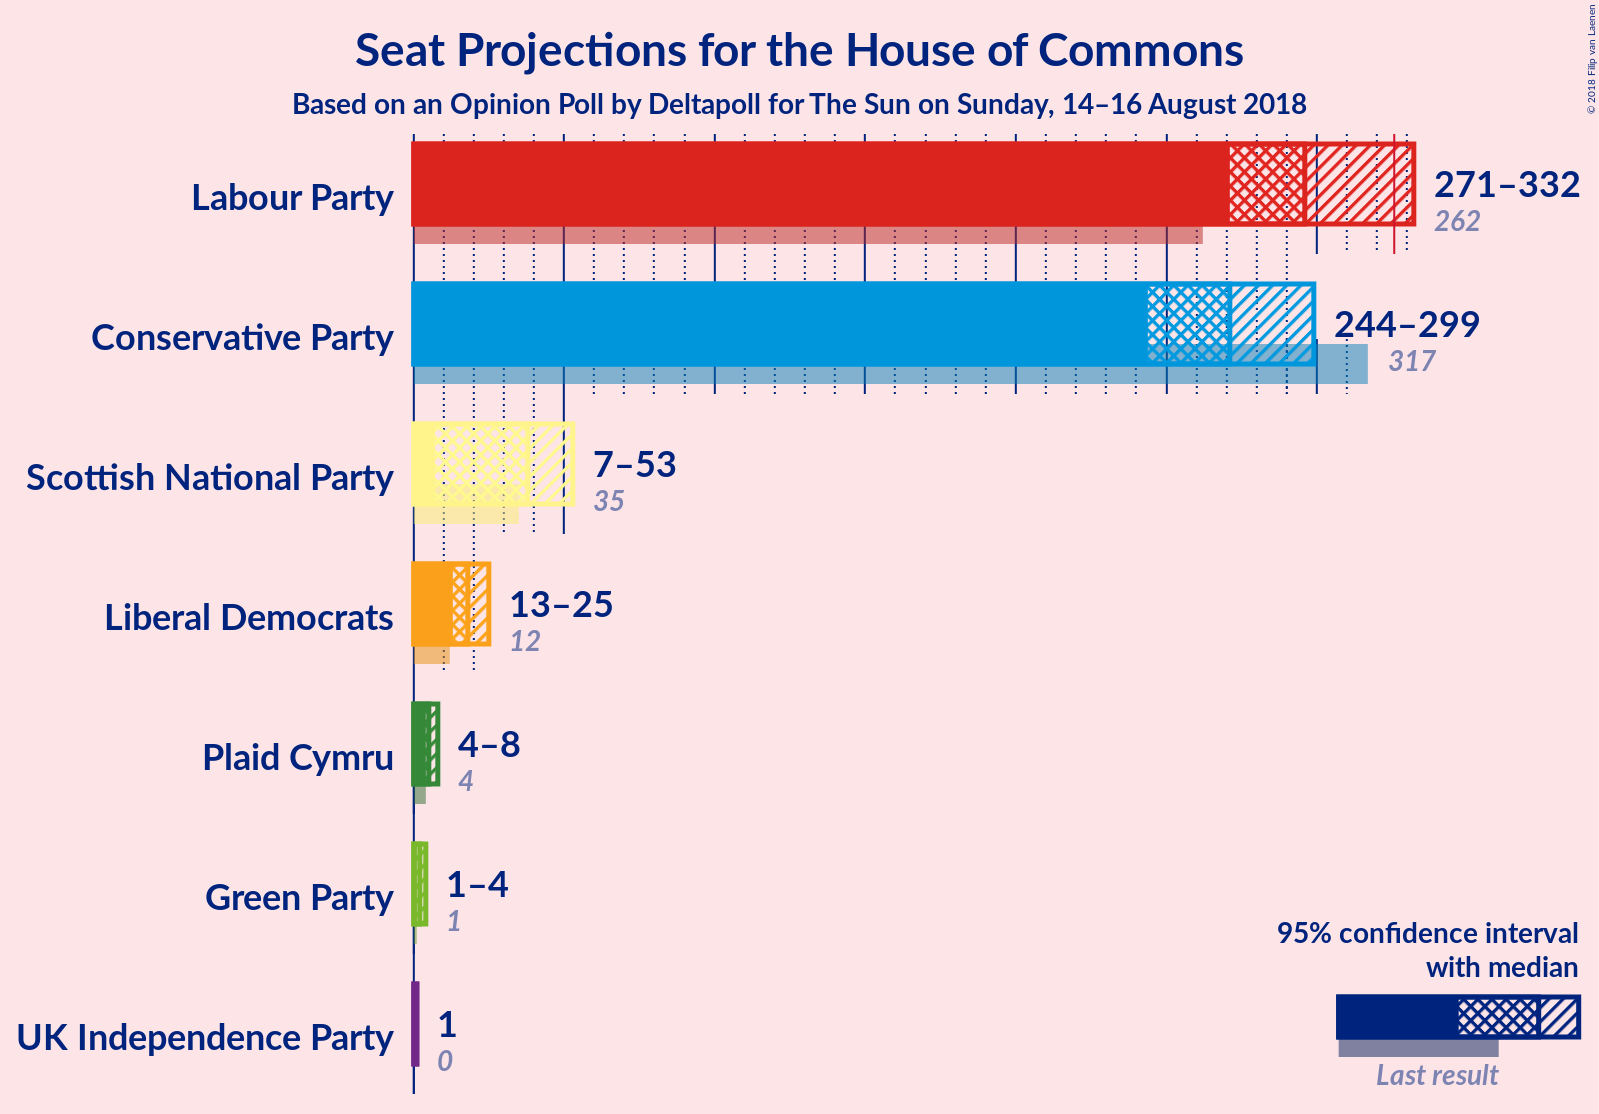 Seat Projections for the House of Commons
Based on an Opinion Poll by Deltapoll for The Sun on Sunday, 14–16 August 2018
© 2018 Filip van Laenen
Labour Party
271–332
262
Conservative Party
244–299
317
Scottish National Party
7–53
35
Liberal Democrats
13–25
12
Plaid Cymru
4–8
4
Green Party
1–4
1
UK Independence Party
1
0
95% confidence interval
with median
Last result